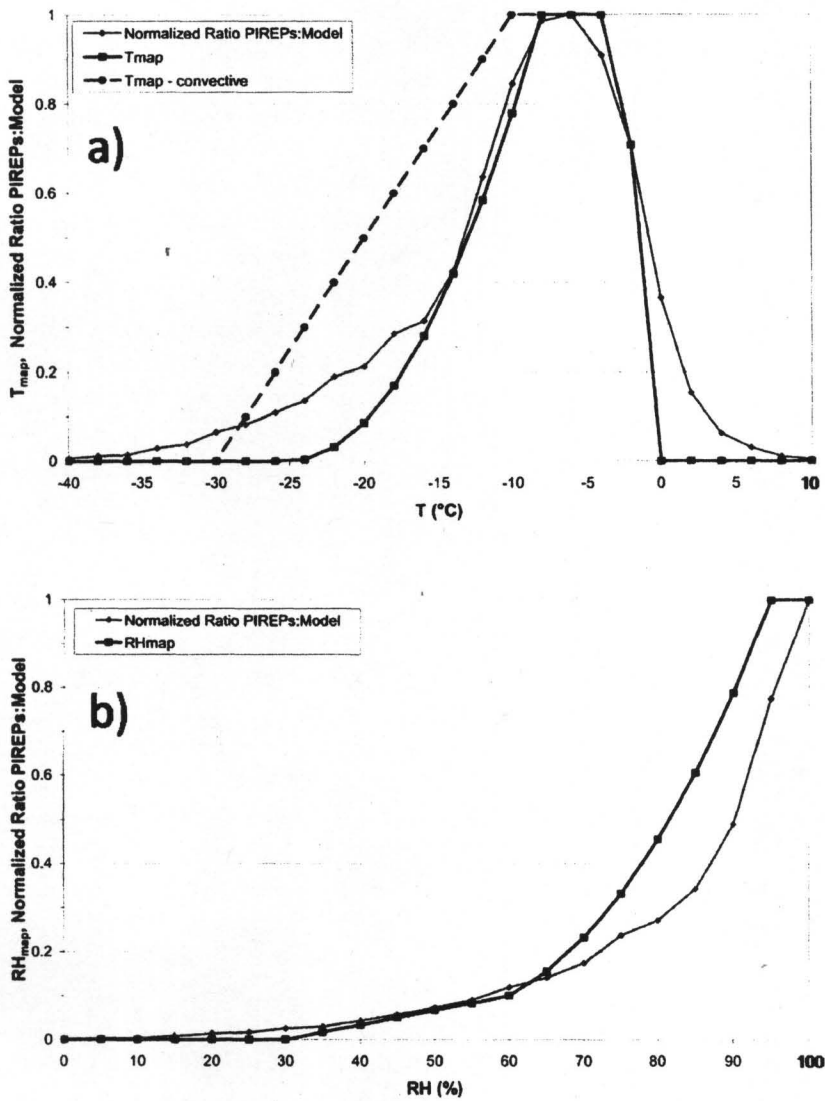 Normalized Ratio PIREPs:Model
Tmap
Tmap - convective
a)
Tmap, Normalized Ratio PIREPs:Model
1
0.8
0.6
0.4
0.2
0
-40 -35 -30 -25 -20 -15 -10 -5 0 5 10
T (°C)
Normalized Ratio PIREPs:Model
RHmap
b)
RHmap, Normalized Ratio PIREPs:Model
1
0.8
0.6
0.4
0.2
0
0 10 20 30 40 50 60 70 80 90 100
RH (%)